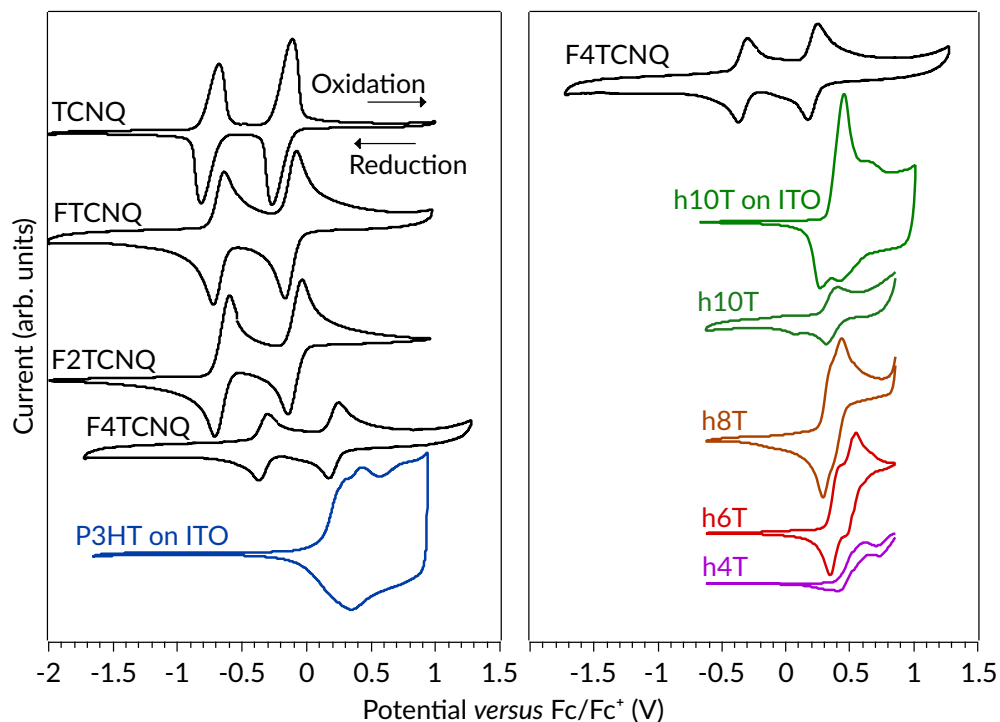 Current (arb. units)
TCNQ
Oxidation
Reduction
FTCNQ
F2TCNQ
F4TCNQ
P3HT on ITO
-2 -1.5 -1 -0.5 0 0.5 1 1.5
F4TCNQ
h10T on ITO
h10T
h8T
h6T
h4T
-1.5 -1 -0.5 0 0.5 1 1.5
Potential versus Fc/Fc⁺ (V)